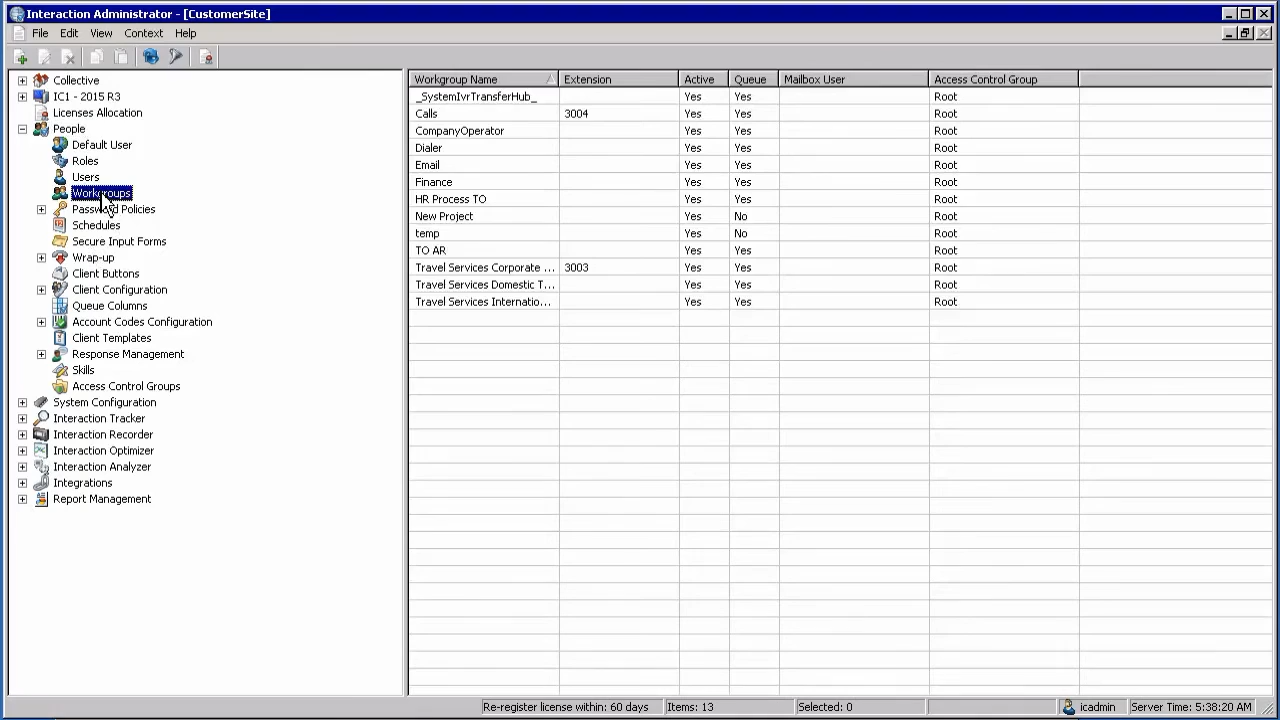 Interaction Administrator - [CustomerSite]
File Edit View Context Help
Collective
IC1 - 2015 R3
Licenses Allocation
People
Default User
Roles
Users
Workgroups
Password Policies
Schedules
Secure Input Forms
Wrap-up
Client Buttons
Client Configuration
Queue Columns
Account Codes Configuration
Client Templates
Response Management
Skills
Access Control Groups
System Configuration
Interaction Tracker
Interaction Recorder
Interaction Optimizer
Interaction Analyzer
Integrations
Report Management
Workgroup Name Extension Active Queue Mailbox User Access Control Group
_SystemIvrTransferHub_ Yes Yes Root
Calls 3004 Yes Yes Root
CompanyOperator Yes Yes Root
Dialer Yes Yes Root
Email Yes Yes Root
Finance Yes Yes Root
HR Process TO Yes Yes Root
New Project Yes No Root
temp Yes No Root
TO AR Yes Yes Root
Travel Services Corporate ... 3003 Yes Yes Root
Travel Services Domestic T... Yes Yes Root
Travel Services Internatio... Yes Yes Root
Re-register license within: 60 days Items: 13 Selected: 0 icadmin Server Time: 5:38:20 AM